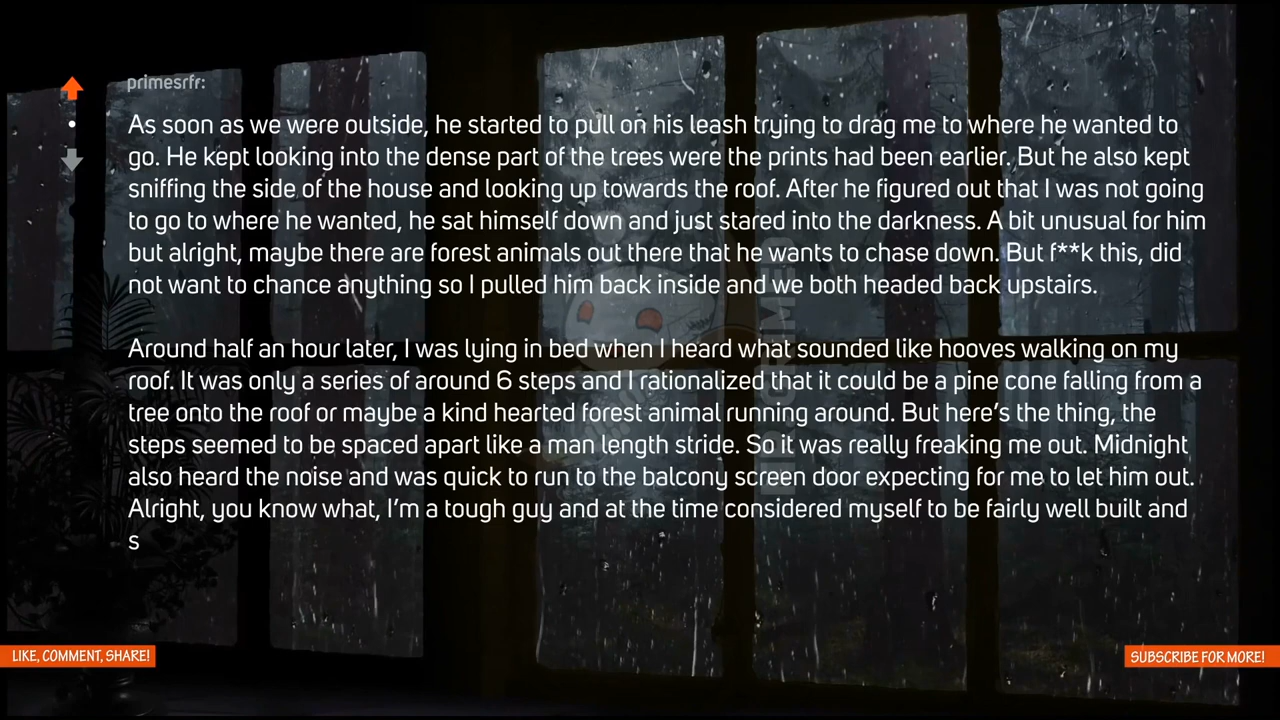 primesrfr:
As soon as we were outside, he started to pull on his leash trying to drag me to where he wanted to
go. He kept looking into the dense part of the trees were the prints had been earlier. But he also kept
sniffing the side of the house and looking up towards the roof. After he figured out that I was not going
to go to where he wanted, he sat himself down and just stared into the darkness. A bit unusual for him
but alright, maybe there are forest animals out there that he wants to chase down. But f**k this, did
not want to chance anything so I pulled him back inside and we both headed back upstairs.
Around half an hour later, I was lying in bed when I heard what sounded like hooves walking on my
roof. It was only a series of around 6 steps and I rationalized that it could be a pine cone falling from a
tree onto the roof or maybe a kind hearted forest animal running around. But here's the thing, the
steps seemed to be spaced apart like a man length stride. So it was really freaking me out. Midnight
also heard the noise and was quick to run to the balcony screen door expecting for me to let him out.
Alright, you know what, I'm a tough guy and at the time considered myself to be fairly well built and
s
LIKE, COMMENT, SHARE!
SUBSCRIBE FOR MORE!